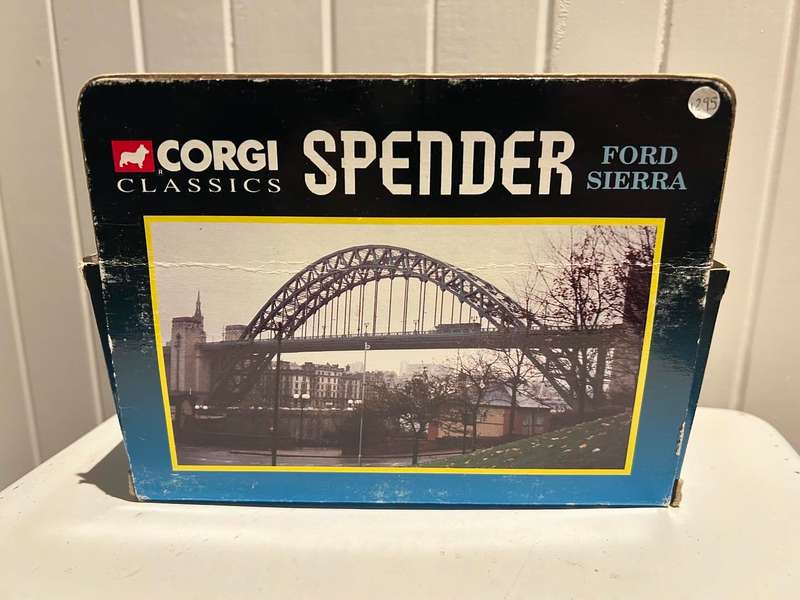 CORGI
CLASSICS
SPENDER
FORD
SIERRA
295